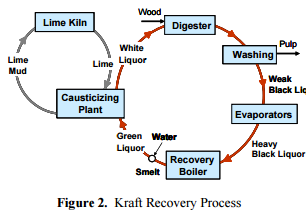 Lime Kiln
Wood
Digester
White
Liquor
Washing
Pulp
Lime
Mud
Lime
Weak
Black Liq
Causticizing
Plant
Evaporators
Green
Liquor
Water
Heavy
Black Liquor
Smelt
Recovery
Boiler
Figure 2. Kraft Recovery Process